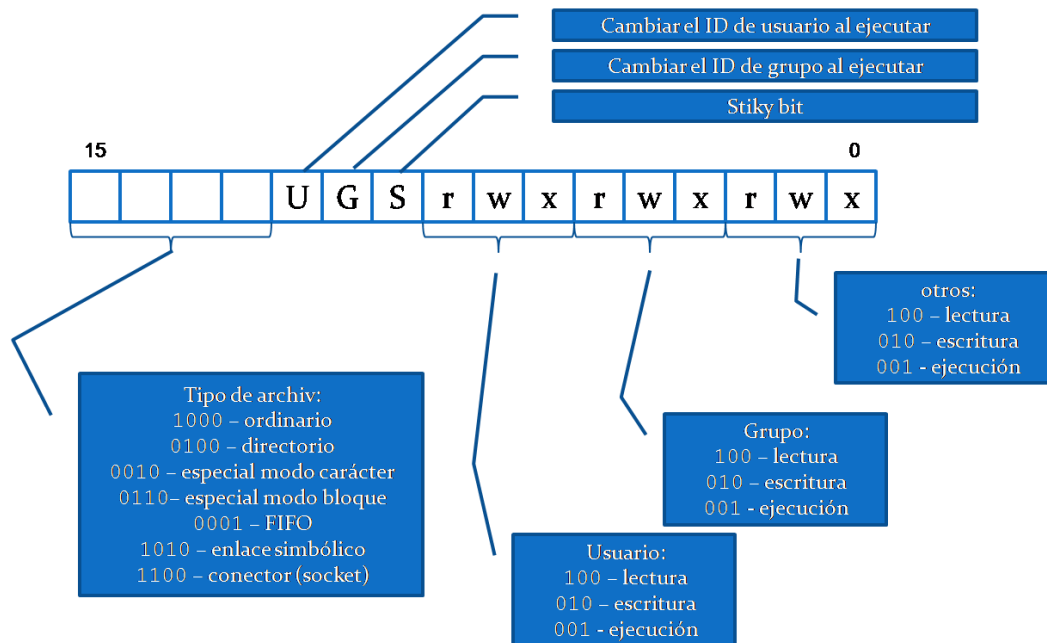 Cambiar el ID de usuario al ejecutar
Cambiar el ID de grupo al ejecutar
Stiky bit
15 0
U G S r w x r w x r w x
otros:
100 – lectura
010 – escritura
001 - ejecución
Tipo de archiv:
1000 – ordinario
0100 – directorio
0010 – especial modo carácter
0110– especial modo bloque
0001 – FIFO
1010 – enlace simbólico
1100 – conector (socket)
Grupo:
100 – lectura
010 – escritura
001 - ejecución
Usuario:
100 – lectura
010 – escritura
001 - ejecución